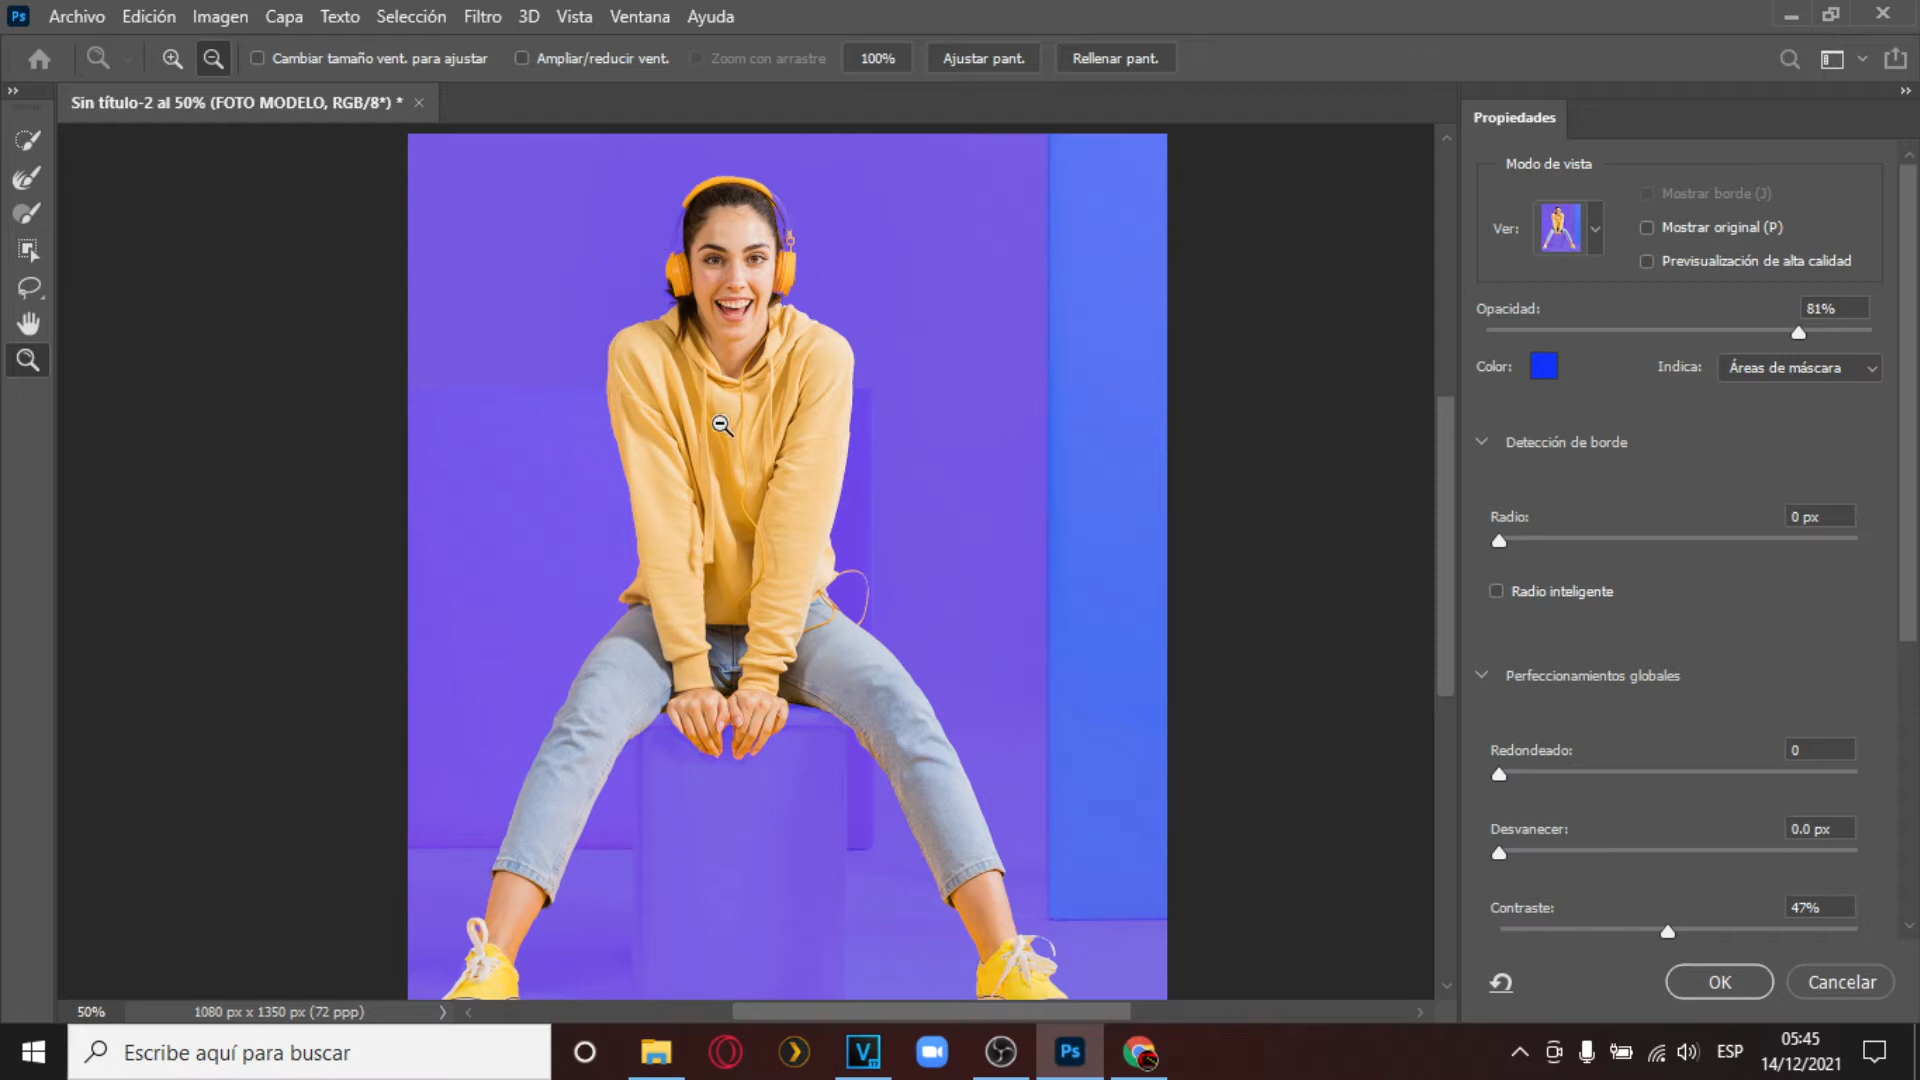 Ps Archivo Edición Imagen Capa Texto Selección Filtro 3D Vista Ventana Ayuda
Cambiar tamaño vent. para ajustar Ampliar/reducir vent. Zoom con arrastre 100% Ajustar pant. Rellenar pant.
Sin título-2 al 50% (FOTO MODELO, RGB/8*) *
Propiedades
Modo de vista
Mostrar borde (J)
Ver:
Mostrar original (P)
Previsualización de alta calidad
Opacidad: 81%
Color: Indica: Áreas de máscara
Detección de borde
Radio: 0 px
Radio inteligente
Perfeccionamientos globales
Redondeado: 0
Desvanecer: 0.0 px
Contraste: 47%
OK Cancelar
50% 1080 px x 1350 px (72 ppp)
Escribe aquí para buscar
V
Ps
ESP
05:45
14/12/2021